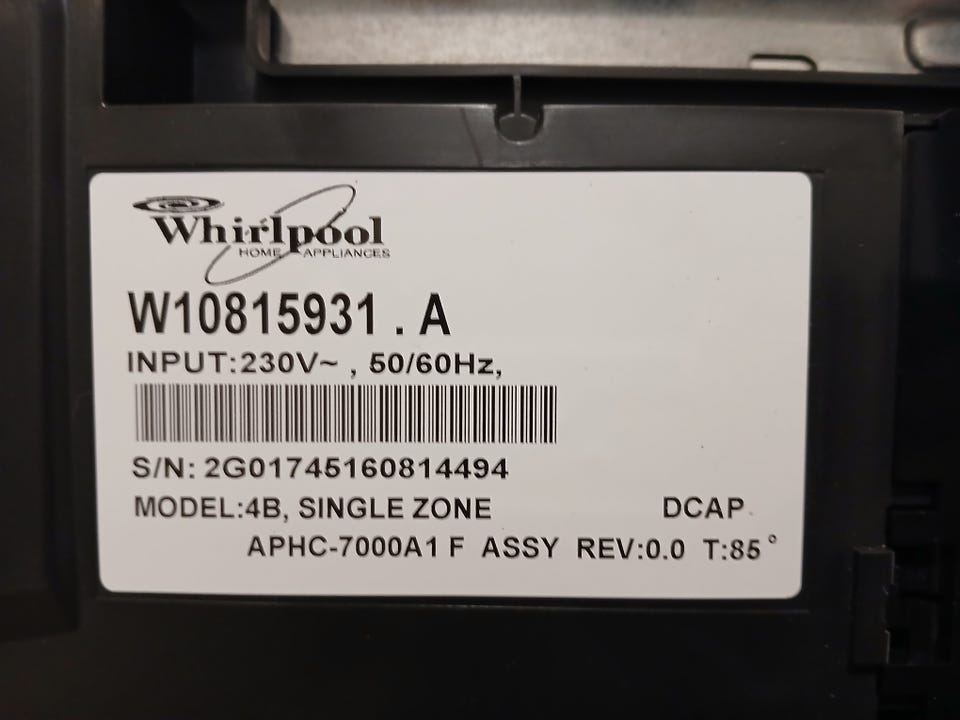 Whirlpool
HOME APPLIANCES
W10815931 . A
INPUT:230V~ , 50/60Hz,
S/N: 2G01745160814494
MODEL:4B, SINGLE ZONE DCAP
APHC-7000A1 F ASSY REV:0.0 T:85°